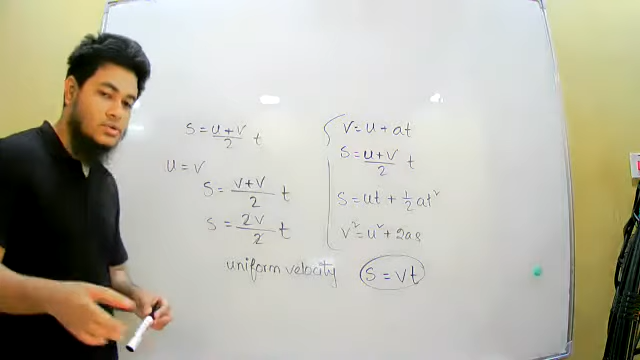 s = u+v/2 t
u = v
s = v+v/2 t
s = 2v/2 t
uniform velocity
v = u + at
s = u+v/2 t
s = ut + 1/2 at²
v² = u² + 2as
s = vt